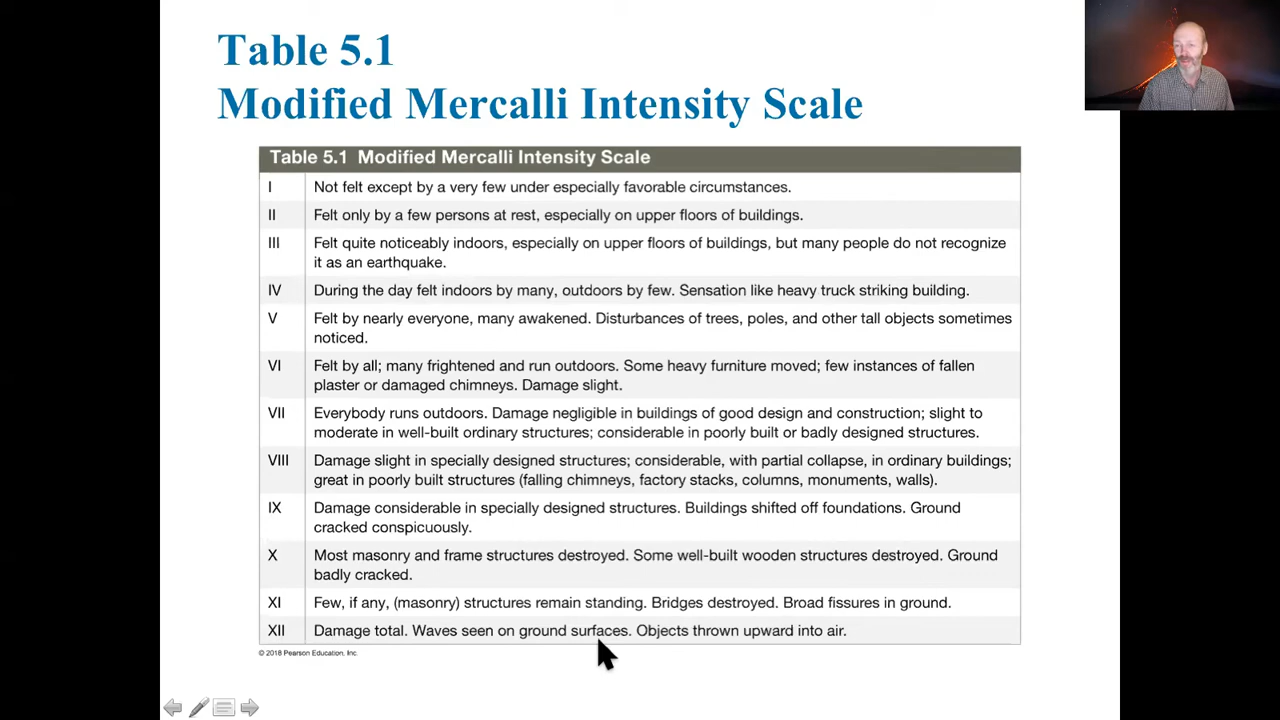 Table 5.1
Modified Mercalli Intensity Scale
Table 5.1 Modified Mercalli Intensity Scale
I Not felt except by a very few under especially favorable circumstances.
II Felt only by a few persons at rest, especially on upper floors of buildings.
III Felt quite noticeably indoors, especially on upper floors of buildings, but many people do not recognize
it as an earthquake.
IV During the day felt indoors by many, outdoors by few. Sensation like heavy truck striking building.
V Felt by nearly everyone, many awakened. Disturbances of trees, poles, and other tall objects sometimes
noticed.
VI Felt by all; many frightened and run outdoors. Some heavy furniture moved; few instances of fallen
plaster or damaged chimneys. Damage slight.
VII Everybody runs outdoors. Damage negligible in buildings of good design and construction; slight to
moderate in well-built ordinary structures; considerable in poorly built or badly designed structures.
VIII Damage slight in specially designed structures; considerable, with partial collapse, in ordinary buildings;
great in poorly built structures (falling chimneys, factory stacks, columns, monuments, walls).
IX Damage considerable in specially designed structures. Buildings shifted off foundations. Ground
cracked conspicuously.
X Most masonry and frame structures destroyed. Some well-built wooden structures destroyed. Ground
badly cracked.
XI Few, if any, (masonry) structures remain standing. Bridges destroyed. Broad fissures in ground.
XII Damage total. Waves seen on ground surfaces. Objects thrown upward into air.
© 2018 Pearson Education, Inc.